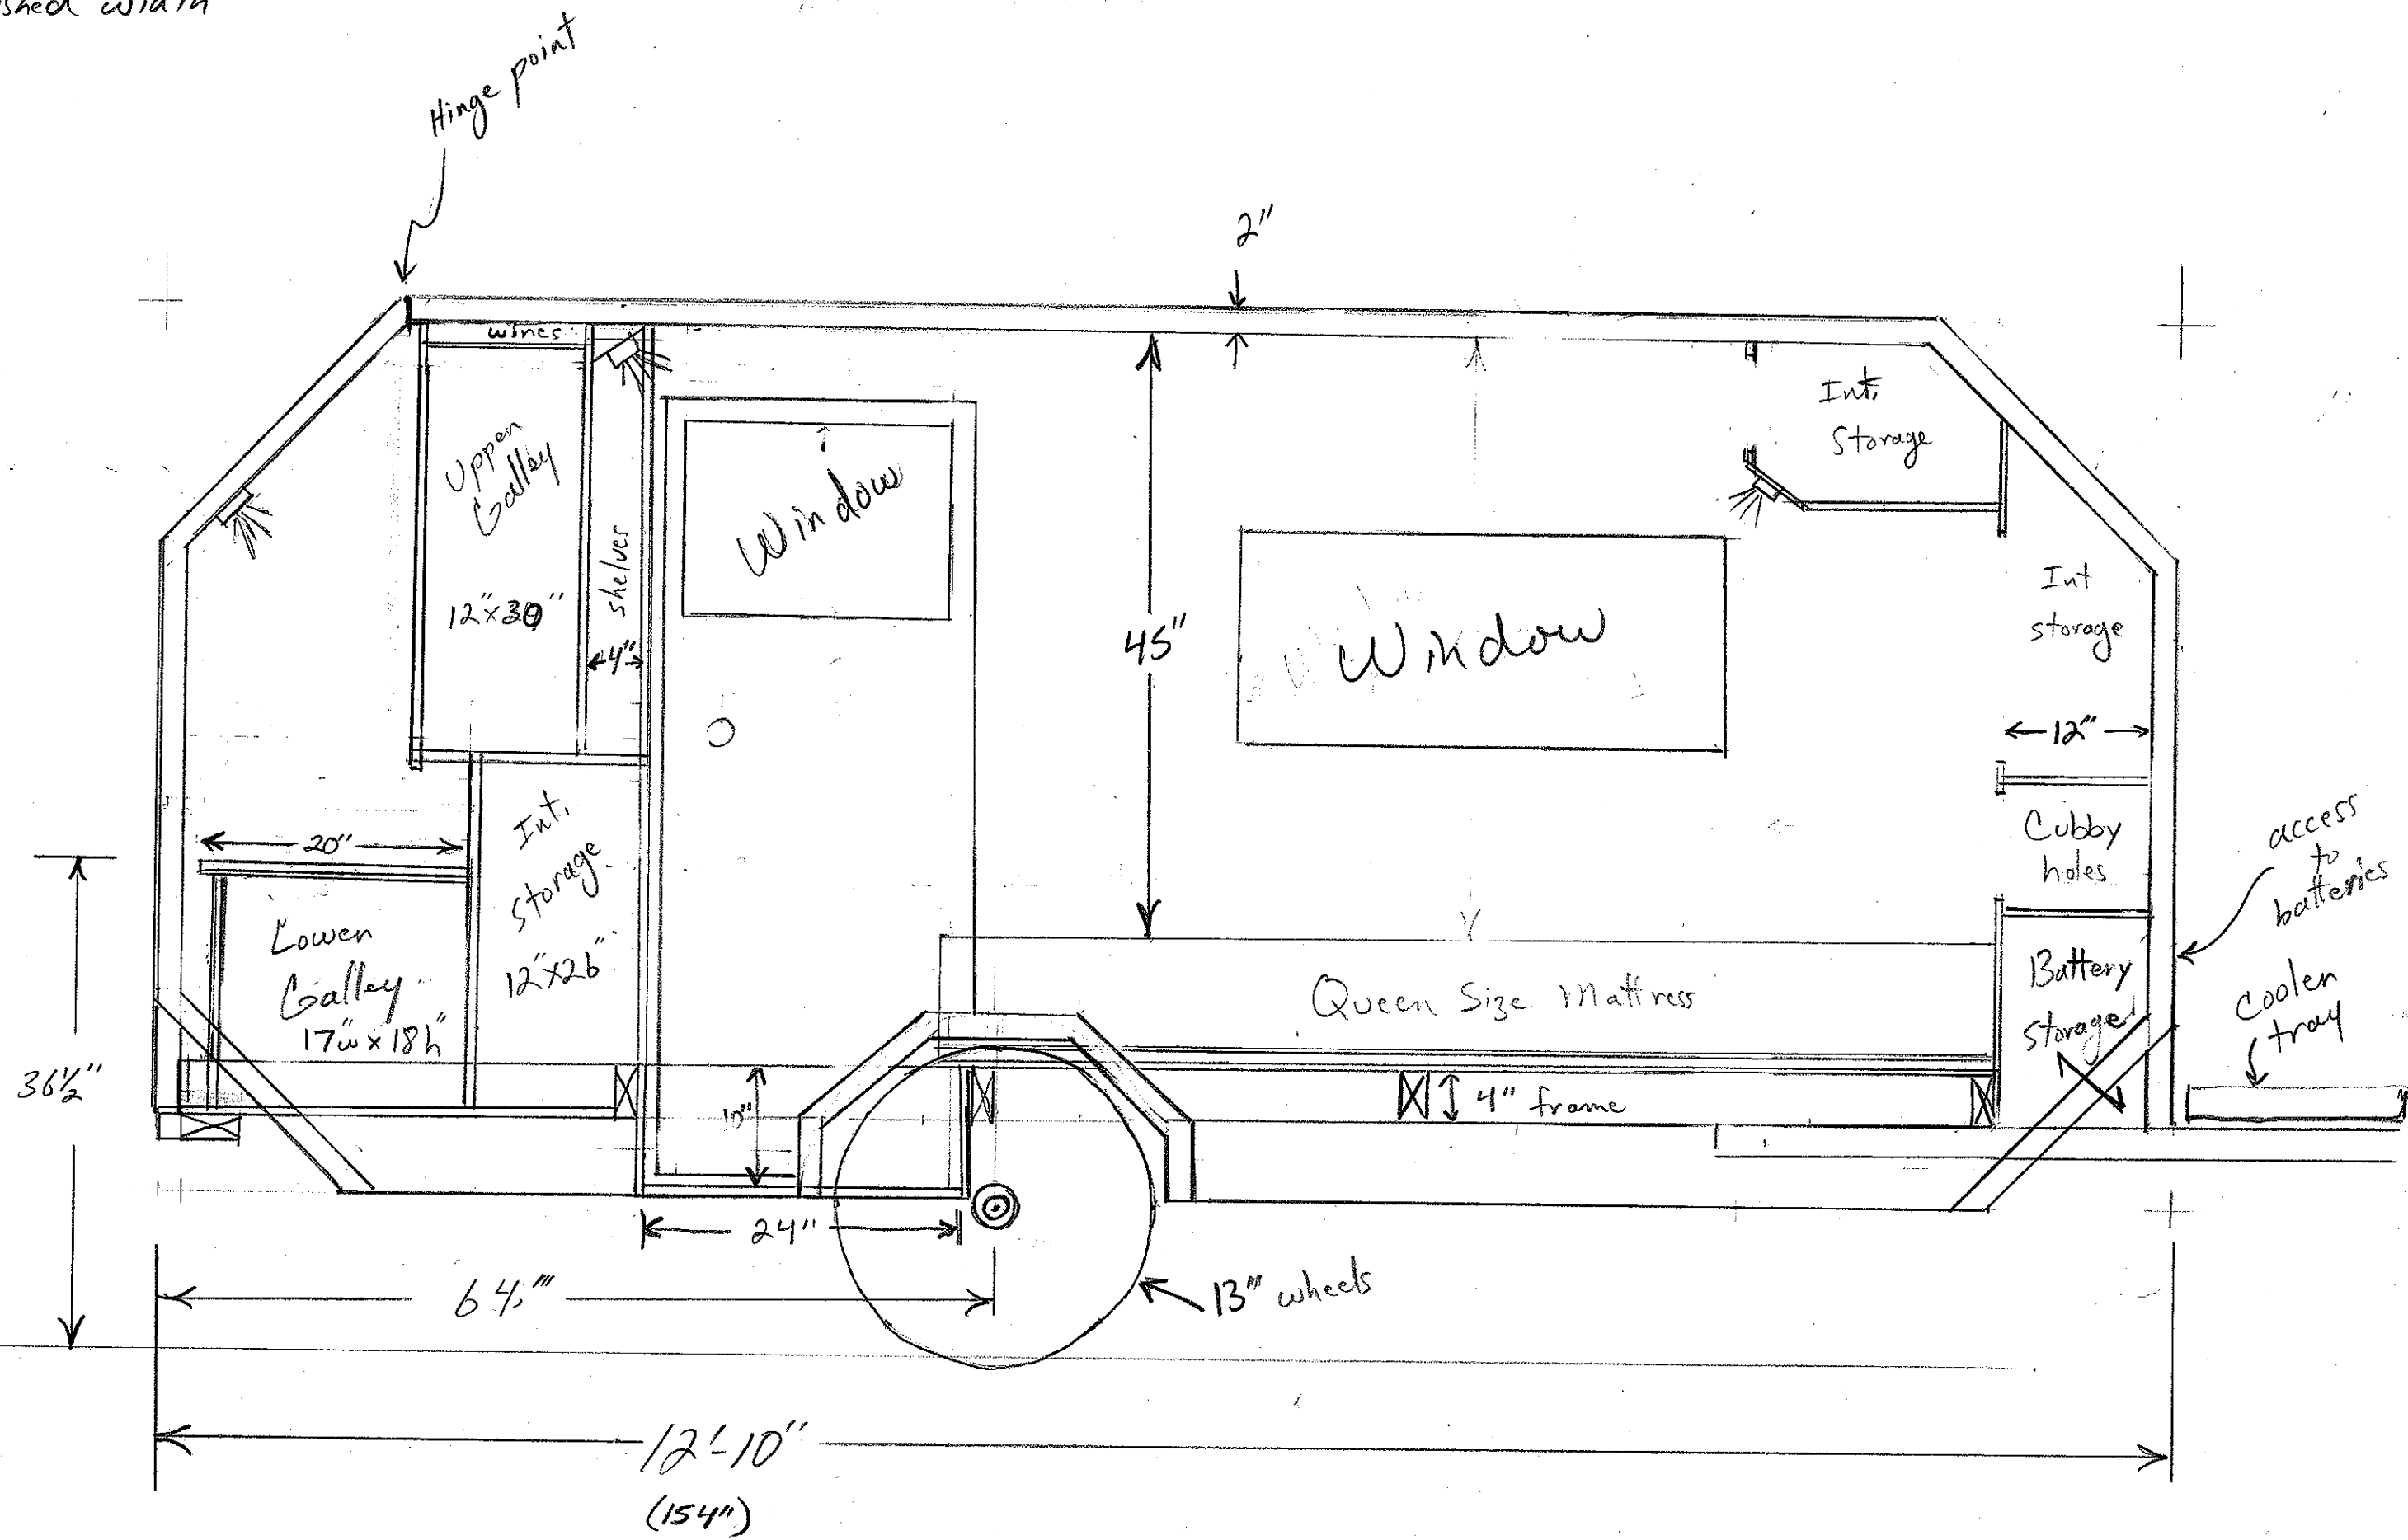 Hinge point
2"
wires
Upper
Galley
12"x30"
shelves
4"
Window
45"
Window
Int.
Storage
Int
storage
12"
Cubby
holes
access
to
batteries
20"
Int.
Storage
12"x26"
Lower
Galley
17"w x 18h"
Queen Size Mattress
Battery
Storage
Cooler
tray
36½"
10"
4" frame
24"
64"
13" wheels
12'-10"
(154")